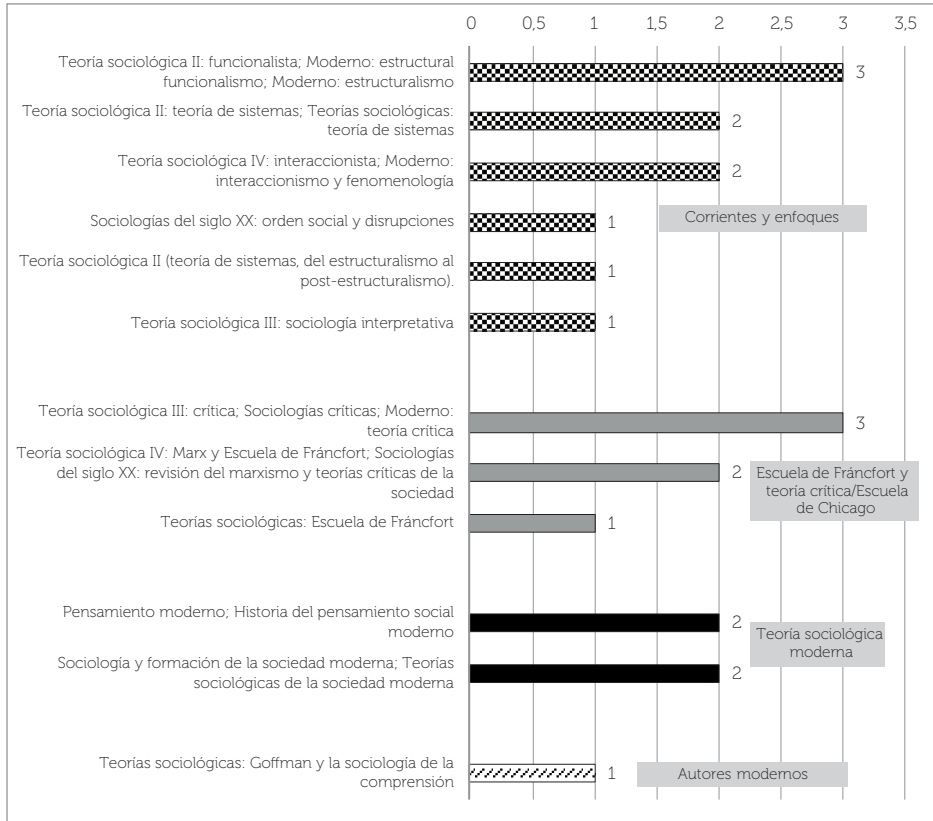 0 0,5 1 1,5 2 2,5 3 3,5
Teoría sociológica II: funcionalista; Moderno: estructural
funcionalismo; Moderno: estructuralismo
3
Teoría sociológica II: teoría de sistemas; Teorías sociológicas:
teoría de sistemas
2
Teoría sociológica IV: interaccionista; Moderno:
interaccionismo y fenomenología
2
Sociologías del siglo XX: orden social y disrupciones
1
Corrientes y enfoques
Teoría sociológica II (teoría de sistemas, del estructuralismo al
post-estructuralismo).
1
Teoría sociológica III: sociología interpretativa
1
Teoría sociológica III: crítica; Sociologías críticas; Moderno:
teoría crítica
3
Teoría sociológica IV: Marx y Escuela de Fráncfort; Sociologías
del siglo XX: revisión del marxismo y teorías críticas de la
sociedad
2
Escuela de Fráncfort y
teoría crítica/Escuela
de Chicago
Teorías sociológicas: Escuela de Fráncfort
1
Pensamiento moderno; Historia del pensamiento social
moderno
2
Teoría sociológica
moderna
Sociología y formación de la sociedad moderna; Teorías
sociológicas de la sociedad moderna
2
Teorías sociológicas: Goffman y la sociología de la
comprensión
1
Autores modernos